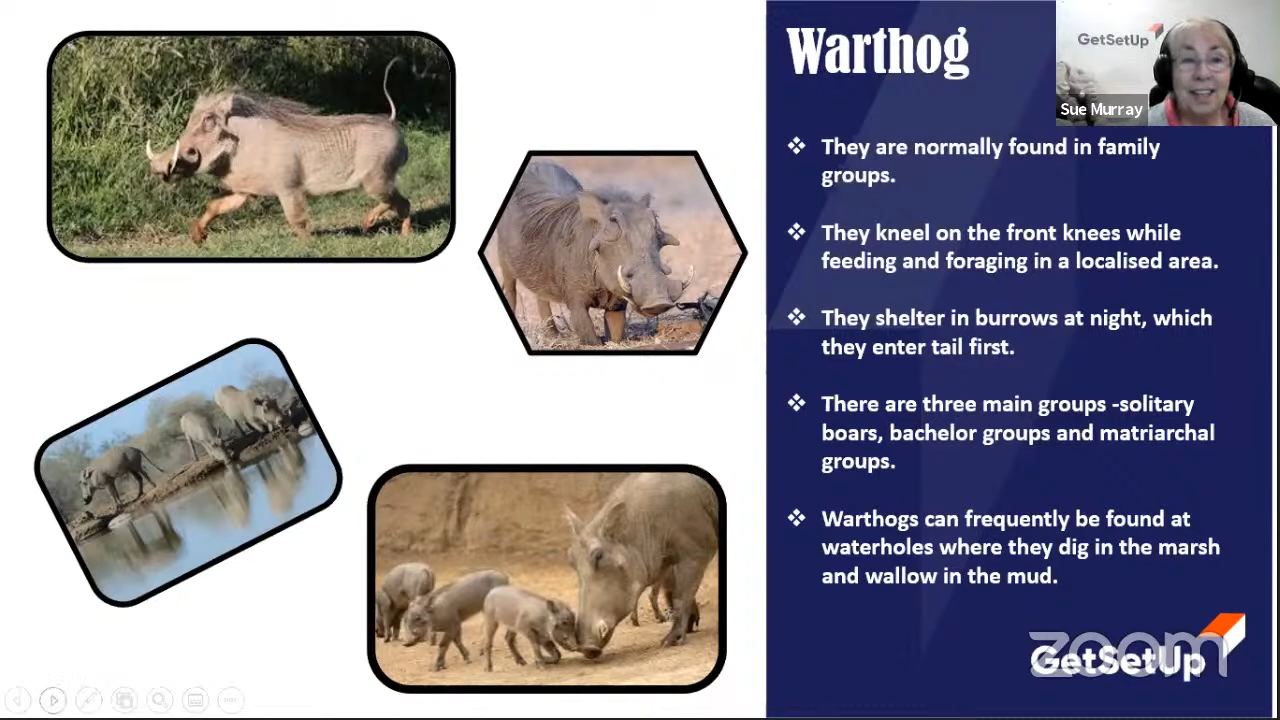 Warthog
GetSetUp
Sue Murray
❖ They are normally found in family
groups.
❖ They kneel on the front knees while
feeding and foraging in a localised area.
❖ They shelter in burrows at night, which
they enter tail first.
❖ There are three main groups -solitary
boars, bachelor groups and matriarchal
groups.
❖ Warthogs can frequently be found at
waterholes where they dig in the marsh
and wallow in the mud.
zoom
GetSetUp